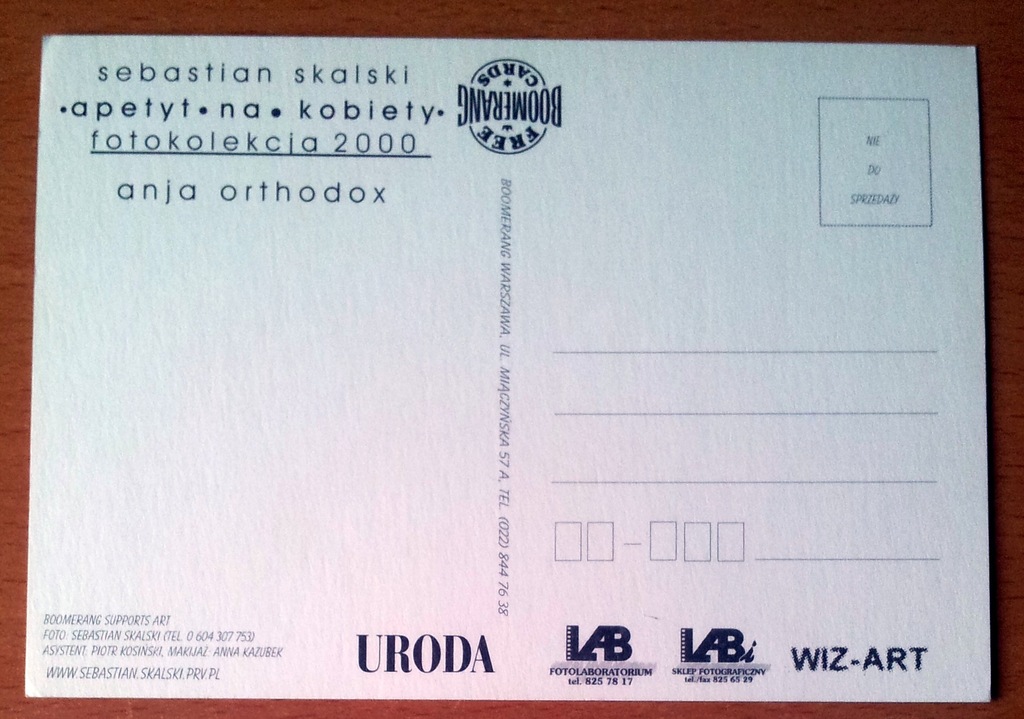 sebastian skalski
•apetyt•na•kobiety•
fotokolekcja 2000
anja orthodox
FREE
BOOMERANG
CARDS
BOOMERANG WARSZAWA, UL. MIĄCZYŃSKA 57 A, TEL. (022) 844 76 38
NIE
DO
SPRZEDAŻY
BOOMERANG SUPPORTS ART
FOTO: SEBASTIAN SKALSKI (TEL. 0 604 307 753)
ASYSTENT: PIOTR KOSIŃSKI, MAKIJAŻ: ANNA KAZUBEK
WWW.SEBASTIAN.SKALSKI.PRV.PL
URODA
LAB
FOTOLABORATORIUM
tel. 825 78 17
LABi
SKLEP FOTOGRAFICZNY
tel./fax 825 65 29
WIZ-ART